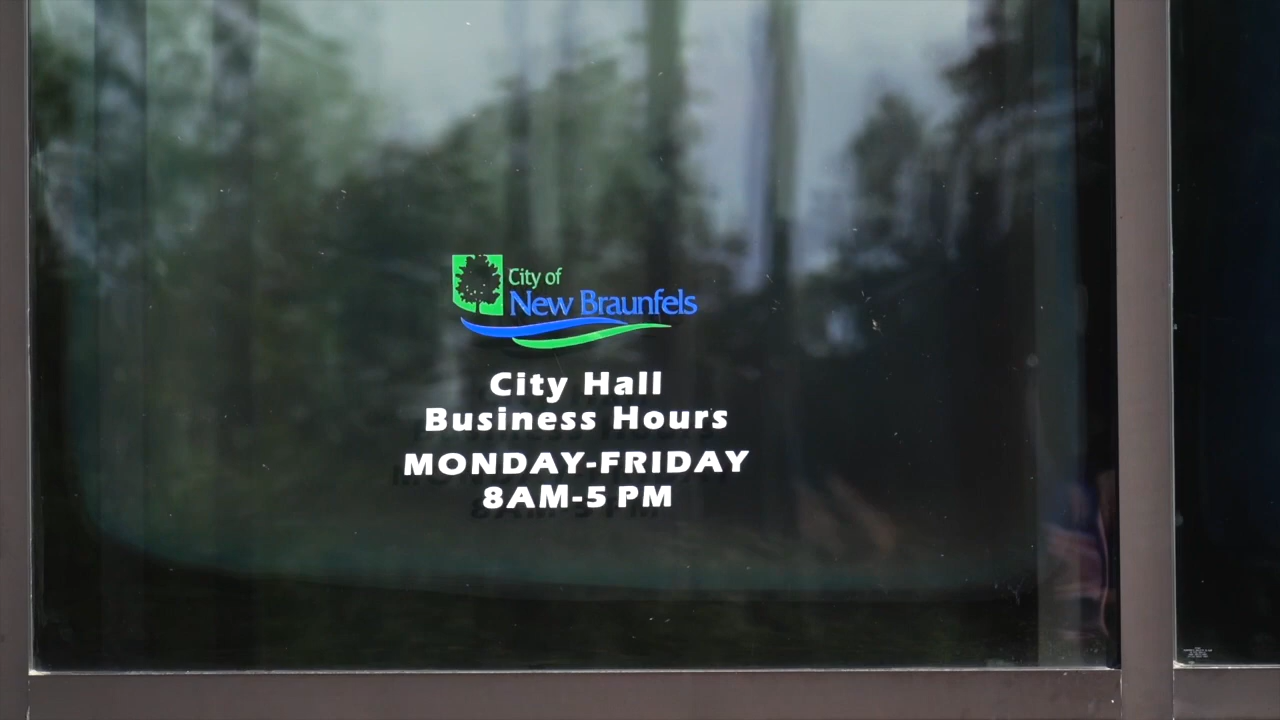 City of
New Braunfels
City Hall
Business Hours
MONDAY-FRIDAY
8AM-5 PM